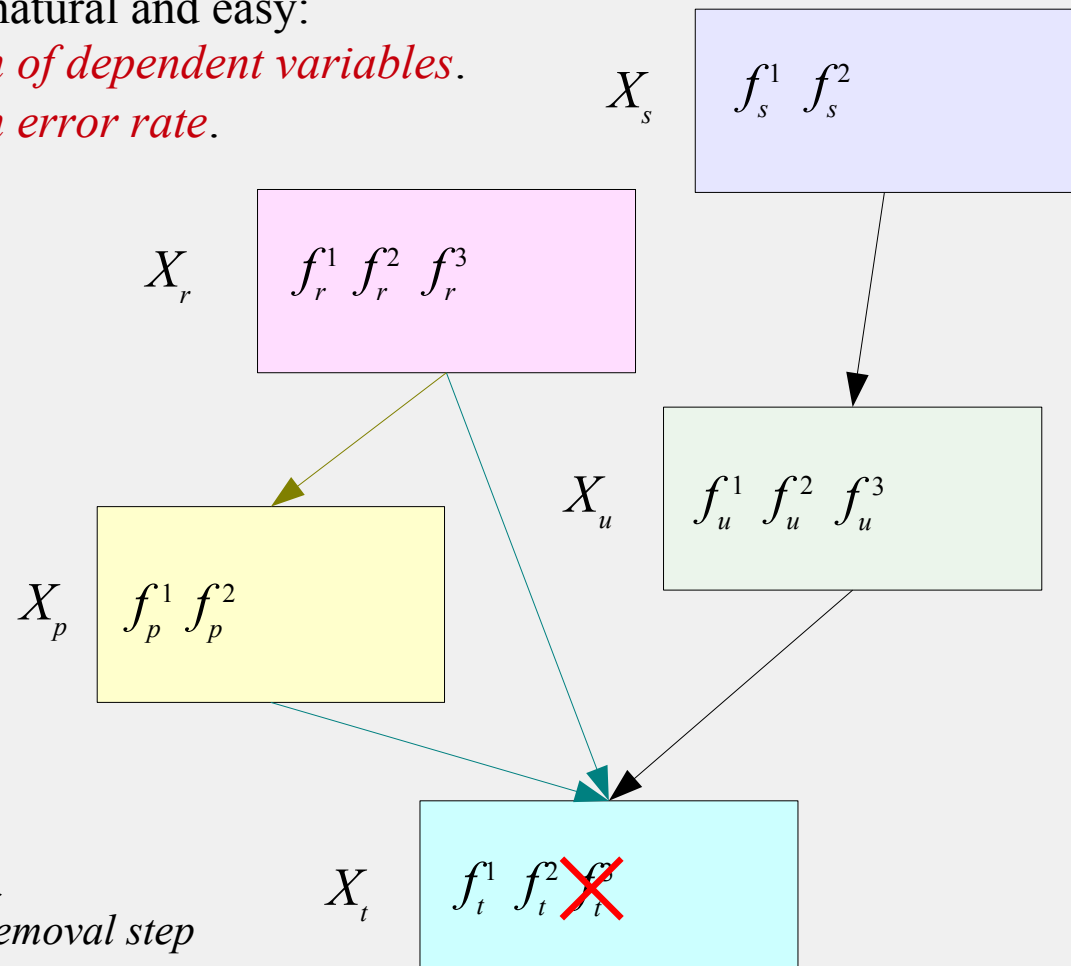 natural and easy:
of dependent variables.
error rate.
X_s f_s^1 f_s^2
X_r f_r^1 f_r^2 f_r^3
X_u f_u^1 f_u^2 f_u^3
X_p f_p^1 f_p^2
X_t f_t^1 f_t^2 f_t^3
emoval step